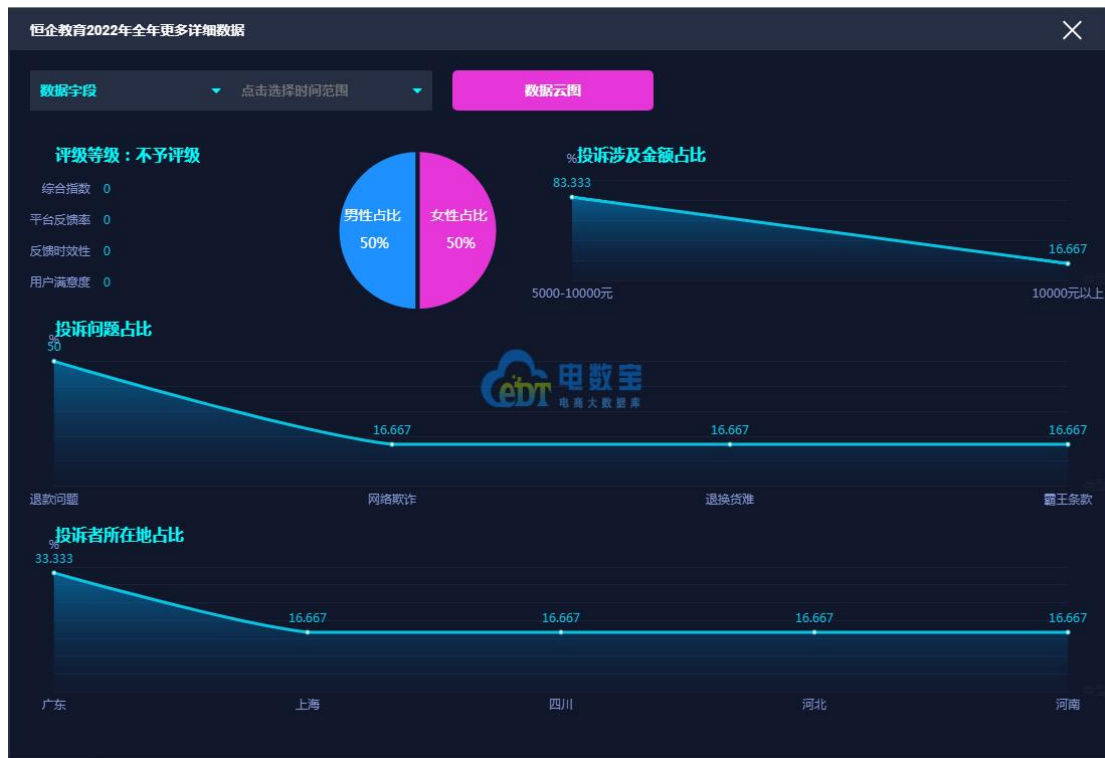 恒企教育2022年全年更多详细数据
数据字段
点击选择时间范围
数据云图
评级等级：不予评级
综合指数 0
平台反馈率 0
反馈时效性 0
用户满意度 0
男性占比
50%
女性占比
50%
%投诉涉及金额占比
83.333
16.667
5000-10000元
10000元以上
投诉问题占比
%
50
16.667
16.667
16.667
退款问题
网络欺诈
退换货难
霸王条款
eDT 电数宝
电商大数据库
投诉者所在地占比
%
33.333
16.667
16.667
16.667
16.667
广东
上海
四川
河北
河南